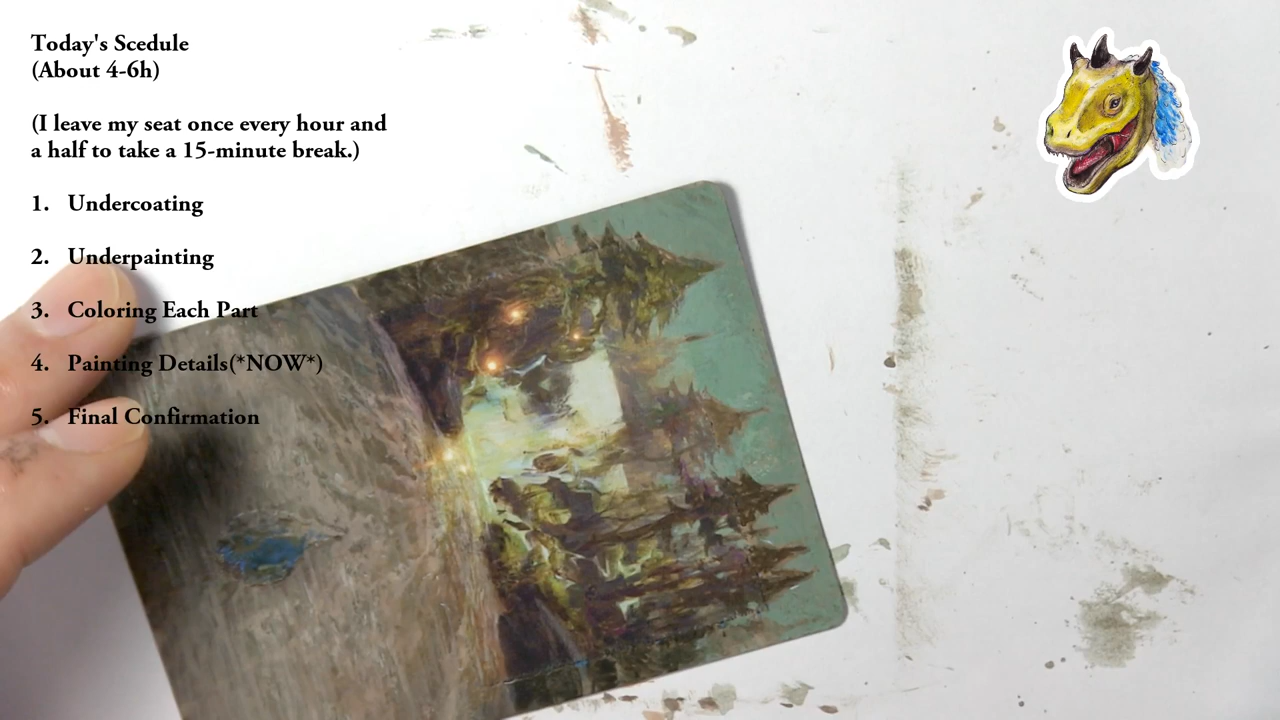 Today's Scedule
(About 4-6h)
(I leave my seat once every hour and
a half to take a 15-minute break.)
1. Undercoating
2. Underpainting
3. Coloring Each Part
4. Painting Details(*NOW*)
5. Final Confirmation